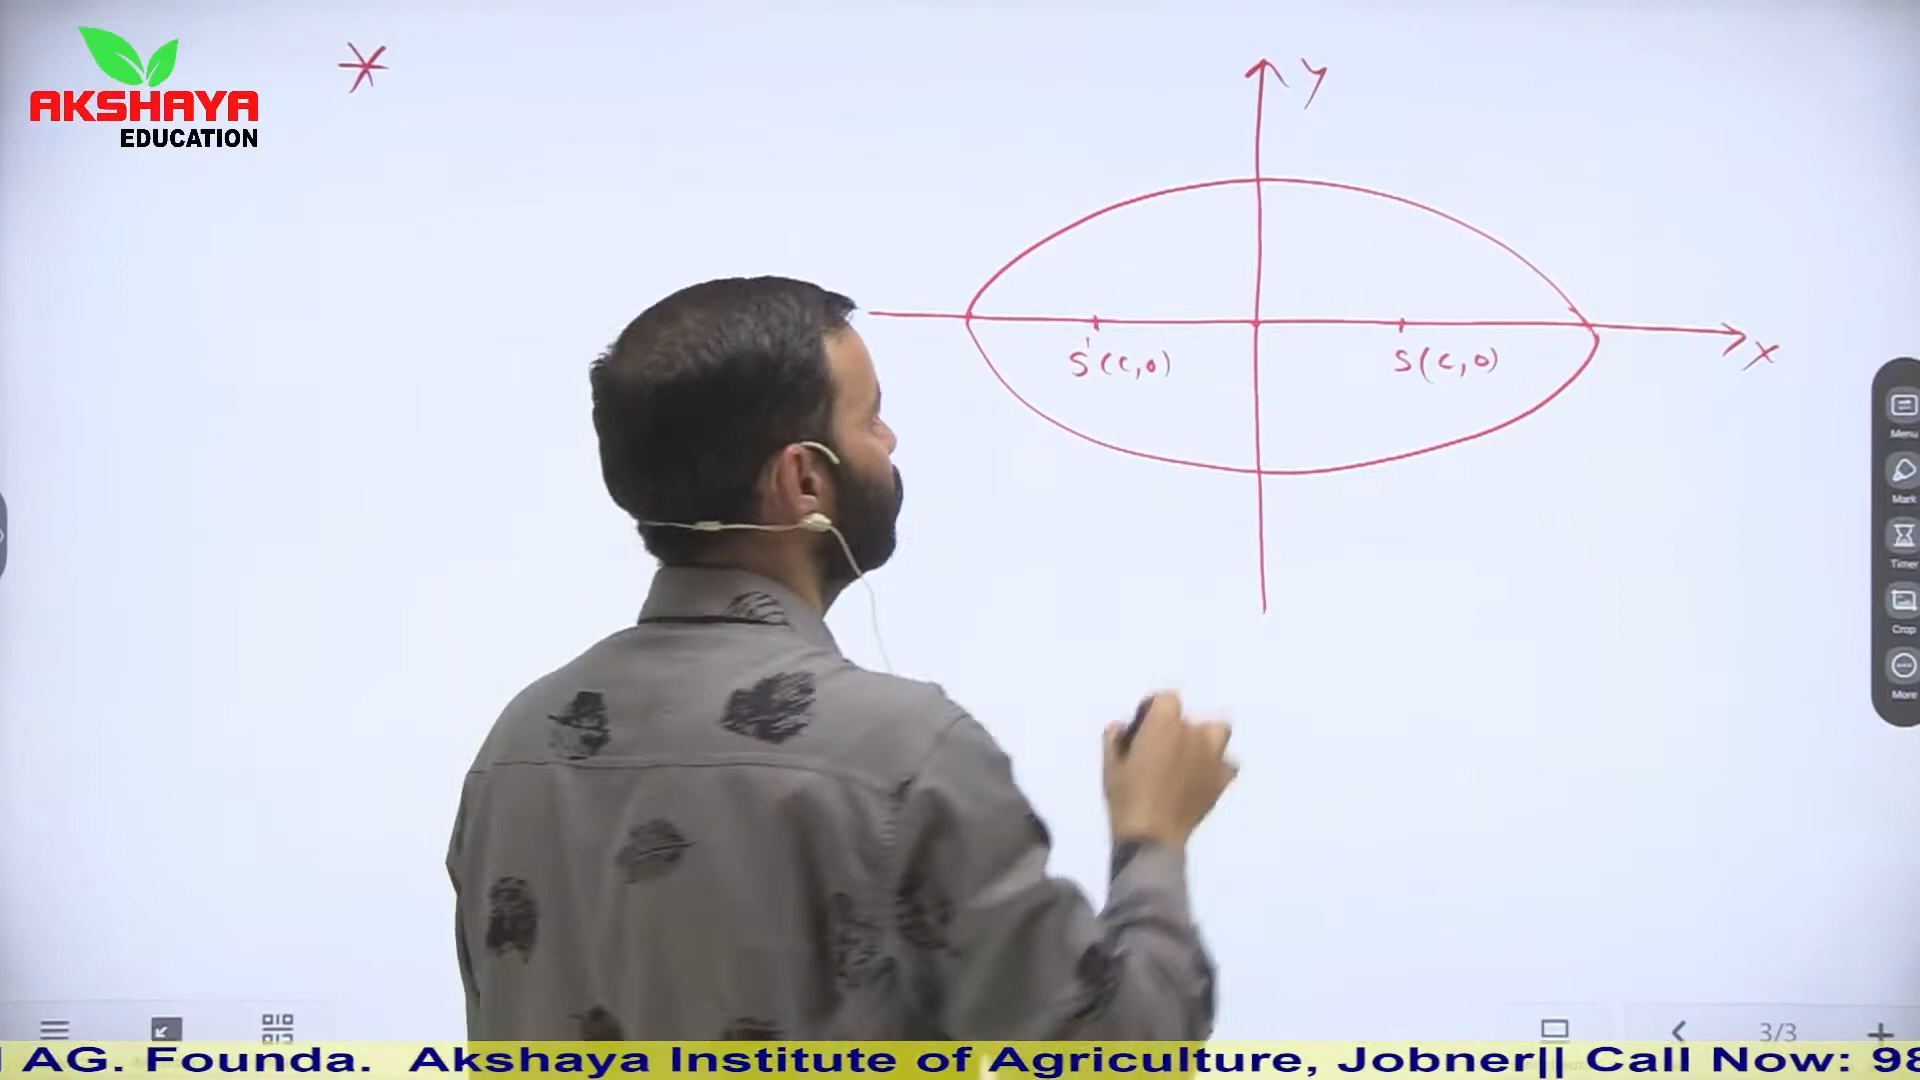 AKSHAYA
EDUCATION
*
y
S'(c,0)
S(c,0)
x
Menu
Mark
Timer
Crop
More
3/3
AG. Founda. Akshaya Institute of Agriculture, Jobner|| Call Now: 98